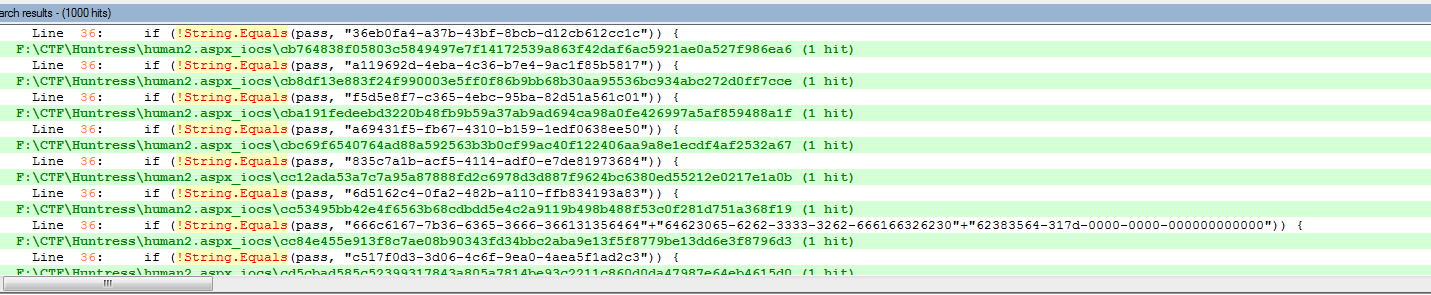 arch results - (1000 hits)
Line 36: if (!String.Equals(pass, "36eb0fa4-a37b-43bf-8bcb-d12cb612cc1c")) {
F:\CTF\Huntress\human2.aspx_iocs\cb764838f05803c5849497e7f14172539a863f42daf6ac5921ae0a527f986ea6 (1 hit)
Line 36: if (!String.Equals(pass, "a119692d-4eba-4c36-b7e4-9ac1f85b5817")) {
F:\CTF\Huntress\human2.aspx_iocs\cb8df13e883f24f990003e5ff0f86b9bb68b30aa95536bc934abc272d0ff7cce (1 hit)
Line 36: if (!String.Equals(pass, "f5d5e8f7-c365-4ebc-95ba-82d51a561c01")) {
F:\CTF\Huntress\human2.aspx_iocs\cba191fedeebd3220b48fb9b59a37ab9ad694ca98a0fe426997a5af859488a1f (1 hit)
Line 36: if (!String.Equals(pass, "a69431f5-fb67-4310-b159-1edf0638ee50")) {
F:\CTF\Huntress\human2.aspx_iocs\cbc69f6540764ad88a592563b3b0cf99ac40f122406aa9a8e1ecdf4af2532a67 (1 hit)
Line 36: if (!String.Equals(pass, "835c7a1b-acf5-4114-adf0-e7de81973684")) {
F:\CTF\Huntress\human2.aspx_iocs\cc12ada53a7c7a95a87888fd2c6978d3d887f9624bc6380ed55212e0217e1a0b (1 hit)
Line 36: if (!String.Equals(pass, "6d5162c4-0fa2-482b-a110-ffb834193a83")) {
F:\CTF\Huntress\human2.aspx_iocs\cc53495bb42e4f6563b68cdbdd5e4c2a9119b498b488f53c0f281d751a368f19 (1 hit)
Line 36: if (!String.Equals(pass, "666c6167-7b36-6365-3666-366131356464"+"64623065-6262-3333-3262-666166326230"+"62383564-317d-0000-0000-000000000000")) {
F:\CTF\Huntress\human2.aspx_iocs\cc84e455e913f8c7ae08b90343fd34bbc2aba9e13f5f8779be13dd6e3f8796d3 (1 hit)
Line 36: if (!String.Equals(pass, "c517f0d3-3d06-4c6f-9ea0-4aea5f1ad2c3")) {
F:\CTF\Huntress\human2.aspx_iocs\cd5cbad585c52399317843a805a7814be93c2211c860d0da47987e64eb4615d0 (1 hit)